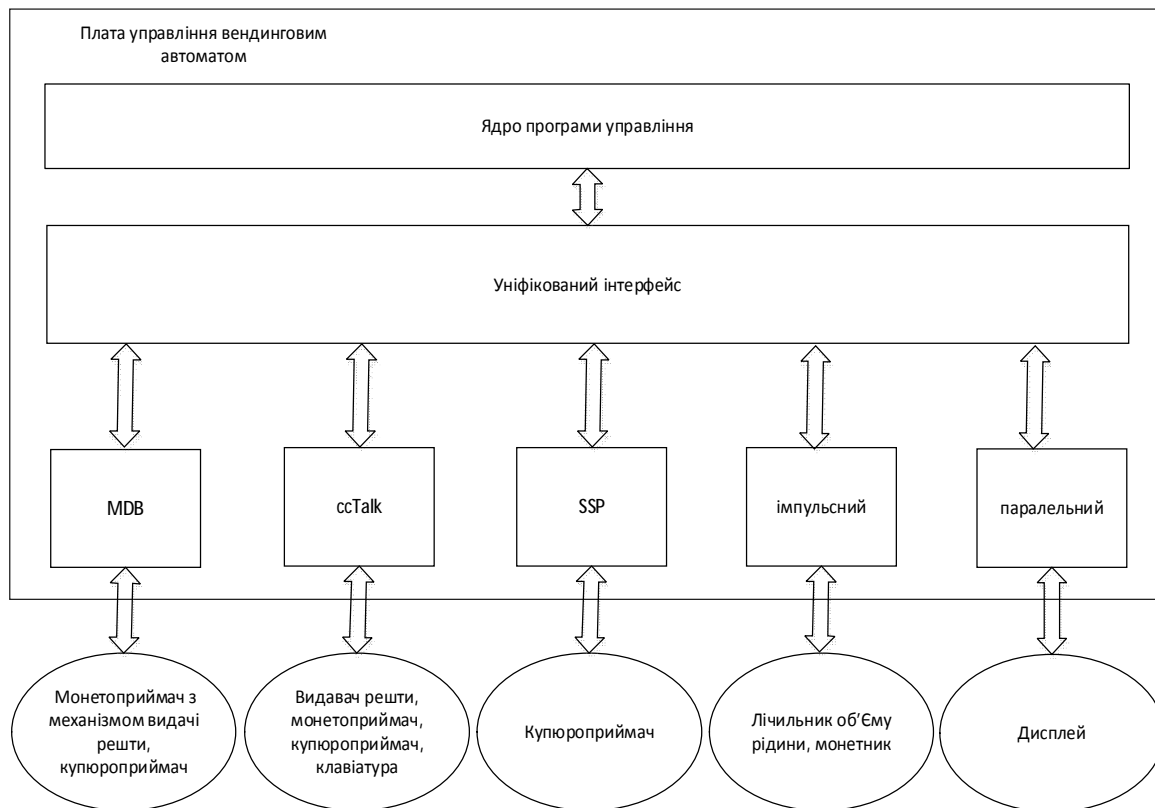 Плата управління вендинговим
автоматом
Ядро програми управління
Уніфікований інтерфейс
MDB
ccTalk
SSP
імпульсний
паралельний
Монетоприймач з
механізмом видачі
решти,
купюроприймач
Видавач решти,
монетоприймач,
купюроприймач,
клавіатура
Купюроприймач
Лічильник об’Єму
рідини, монетник
Дисплей